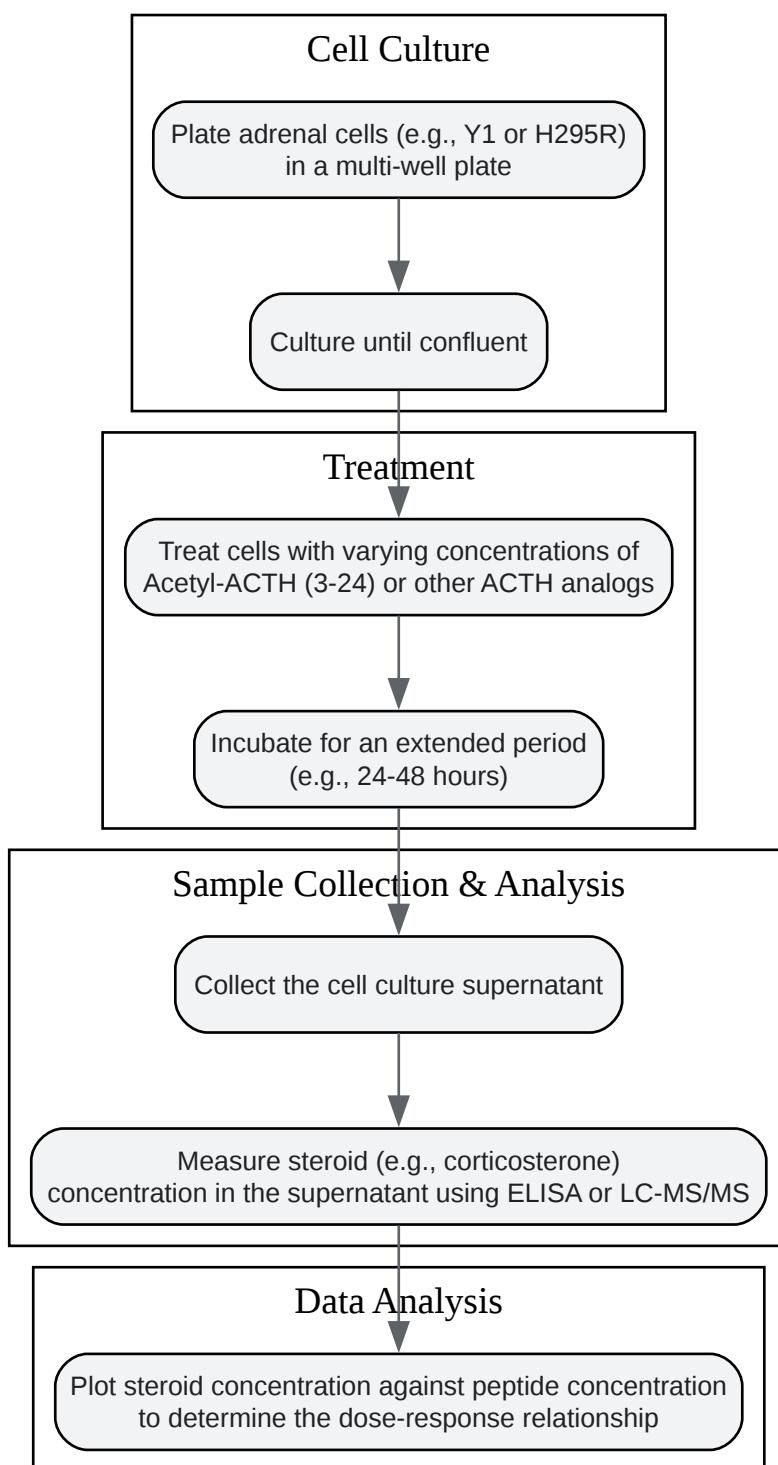 Cell Culture
Plate adrenal cells (e.g., Y1 or H295R)
in a multi-well plate
Culture until confluent
Treatment
Treat cells with varying concentrations of
Acetyl-ACTH (3-24) or other ACTH analogs
Incubate for an extended period
(e.g., 24-48 hours)
Sample Collection & Analysis
Collect the cell culture supernatant
Measure steroid (e.g., corticosterone)
concentration in the supernatant using ELISA or LC-MS/MS
Data Analysis
Plot steroid concentration against peptide concentration
to determine the dose-response relationship